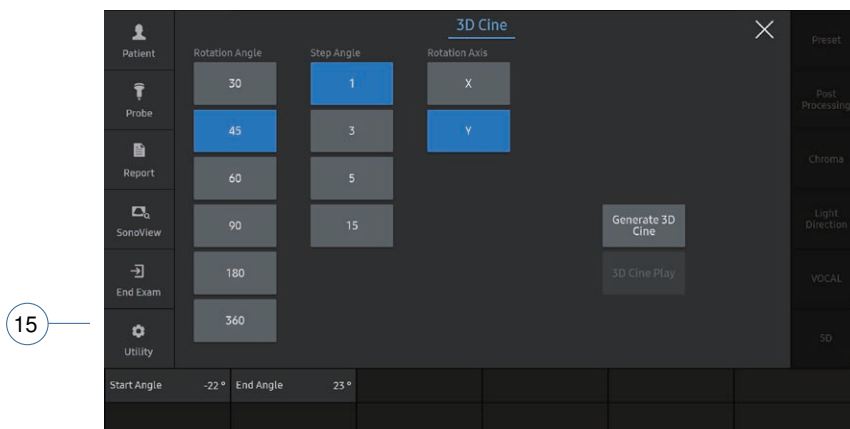 3D Cine
Patient
Probe
Report
SonoView
End Exam
Utility
15
Rotation Angle
30
45
60
90
180
360
Step Angle
1
3
5
15
Rotation Axis
X
Y
Generate 3D
Cine
3D Cine Play
Preset
Post
Processing
Chroma
Light
Direction
VOCAL
5D
Start Angle -22 °
End Angle 23 °